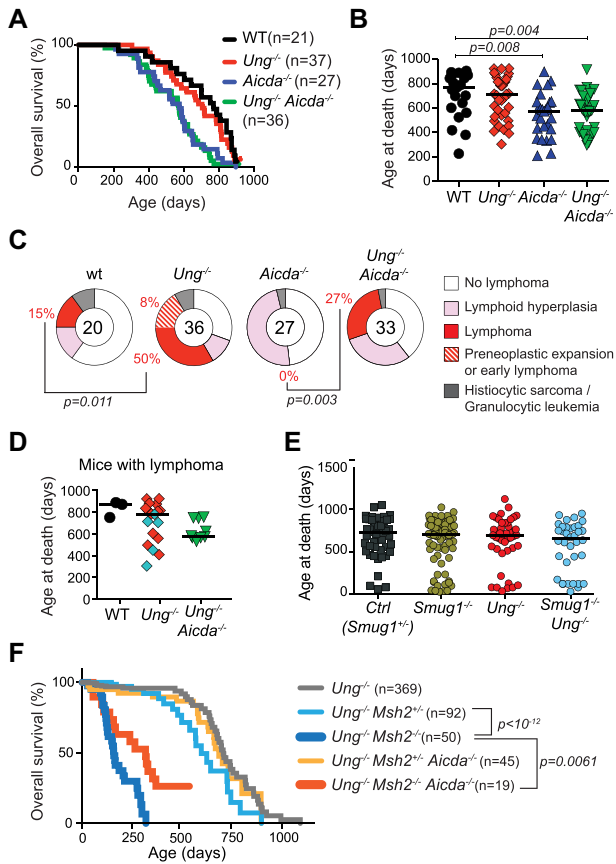 A
Overall survival (%)
100
50
0
0 200 400 600 800 1000
Age (days)
WT(n=21)
Ung-/- (n=37)
Aicda-/- (n=27)
Ung-/- Aicda-/-
(n=36)
B
p=0.004
p=0.008
Age at death (days)
1000
800
600
400
200
0
WT Ung-/- Aicda-/- Ung-/-
Aicda-/-
C
wt Ung-/- Aicda-/- Ung-/-
Aicda-/-
15% 8% 27%
20 36 27 33
50% 0%
p=0.011 p=0.003
No lymphoma
Lymphoid hyperplasia
Lymphoma
Preneoplastic expansion
or early lymphoma
Histiocytic sarcoma /
Granulocytic leukemia
D
Mice with lymphoma
Age at death (days)
1000
800
600
400
200
0
WT Ung-/- Ung-/-
Aicda-/-
E
Age at death (days)
1500
1000
500
0
Ctrl Smug1-/- Ung-/- Smug1-/-
(Smug1+/-) Ung-/-
F
Overall survival (%)
100
50
0
0 125 250 500 750 1000
Age (days)
Ung-/- (n=369)
Ung-/- Msh2+/- (n=92)
Ung-/- Msh2-/- (n=50)
Ung-/- Msh2+/- Aicda-/- (n=45)
Ung-/- Msh2-/- Aicda-/- (n=19)
p<10-12
p=0.0061